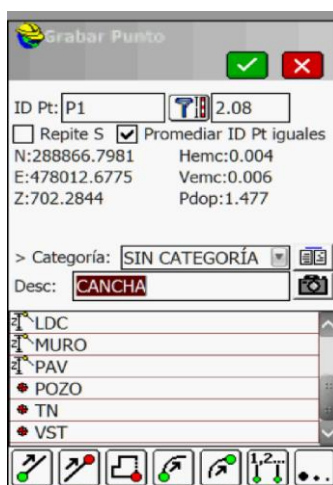 Grabar Punto
ID Pt: P1 2.08
Repite S Promediar ID Pt iguales
N:288866.7981 Hemc:0.004
E:478012.6775 Vemc:0.006
Z:702.2844 Pdop:1.477
> Categoría: SIN CATEGORÍA
Desc: CANCHA
LDC
MURO
PAV
POZO
TN
VST
1,2...